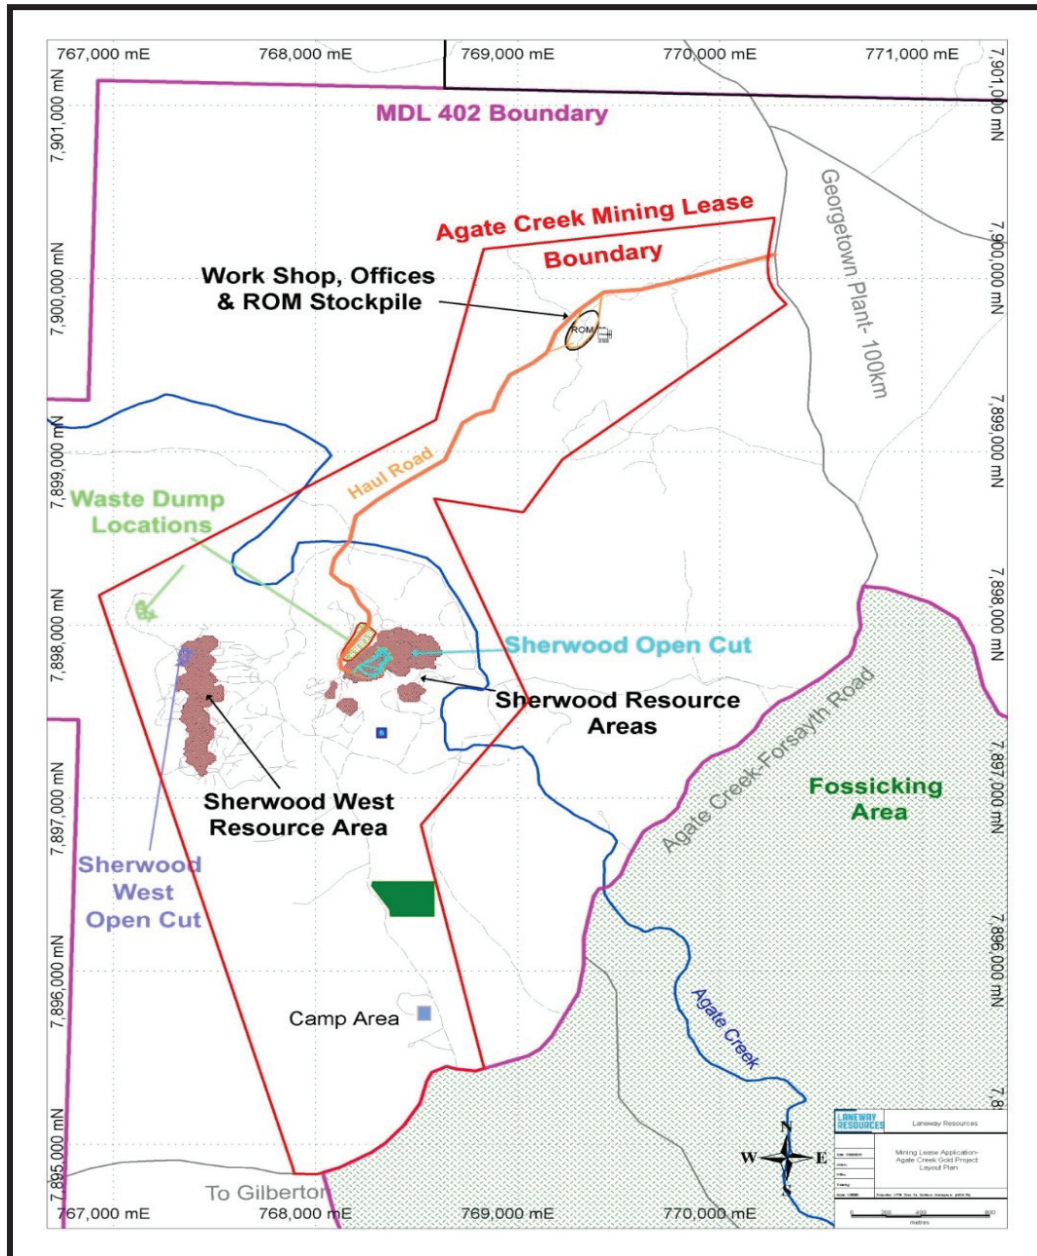 767,000 mE
768,000 mE
769,000 mE
770,000 mE
771,000 mE
7,901,000 mN
7,901,000 mN
MDL 402 Boundary
Georgetown Plant- 100km
Agate Creek Mining Lease
Boundary
Work Shop, Offices
& ROM Stockpile
7,900,000 mN
7,900,000 mN
ROM
7,899,000 mN
7,899,000 mN
Haul Road
Waste Dump
Locations
7,898,000 mN
7,898,000 mN
Sherwood Open Cut
Sherwood Resource
Areas
Agate Creek-Forsayth Road
Sherwood West
Resource Area
7,897,000 mN
7,897,000 mN
Fossicking
Area
Sherwood
West
Open Cut
7,896,000 mN
7,896,000 mN
Camp Area
Agate Creek
7,895,000 mN
To Gilberton
N
W
E
S
LANEWAY
RESOURCES
Laneway Resources
Mining Lease Application-
Agate Creek Gold Project
Layout Plan
0
200
400
800
metres
767,000 mE
768,000 mE
769,000 mE
770,000 mE